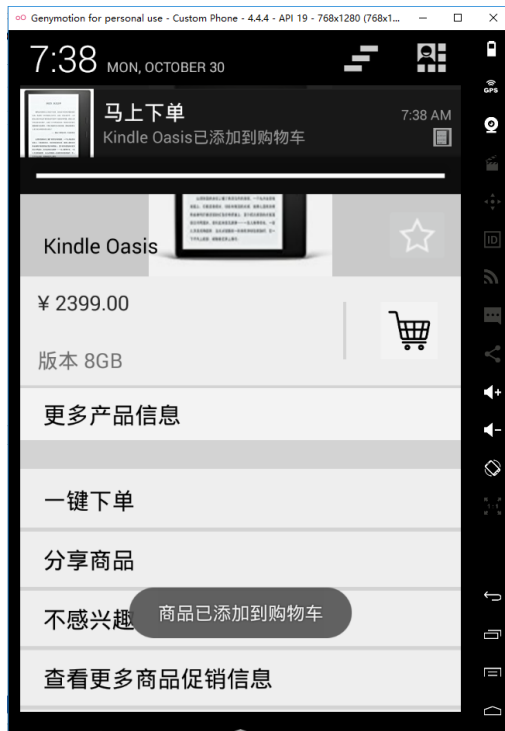 Genymotion for personal use - Custom Phone - 4.4.4 - API 19 - 768x1280 (768x1...
7:38 MON, OCTOBER 30
GPS
马上下单
7:38 AM
Kindle Oasis已添加到购物车
Kindle Oasis
¥ 2399.00
版本 8GB
更多产品信息
一键下单
分享商品
不感兴趣
商品已添加到购物车
查看更多商品促销信息
ID
1:1